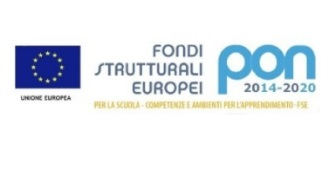 FONDI
STRUTTURALI
EUROPEI
pon
2014-2020
UNIONE EUROPEA
PER LA SCUOLA - COMPETENZE E AMBIENTI PER L'APPRENDIMENTO -FSE